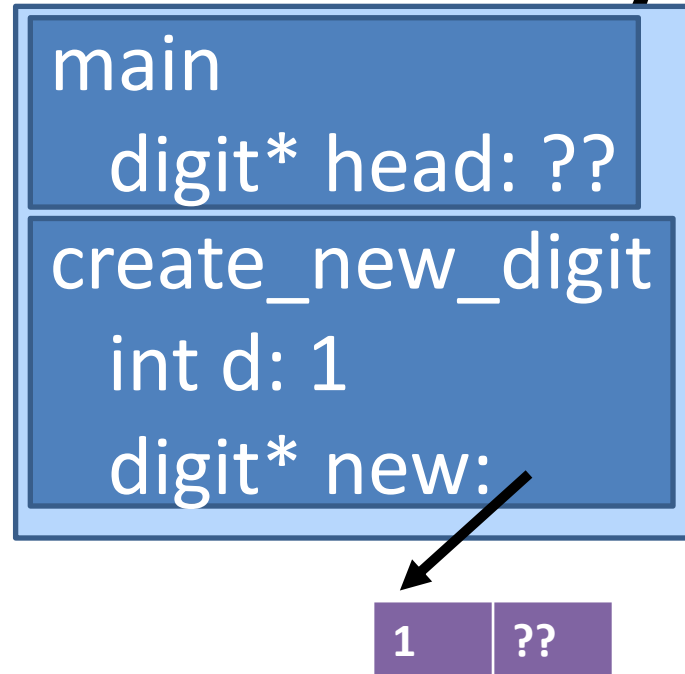 main
digit* head: ??
create_new_digit
int d: 1
digit* new:
1 ??